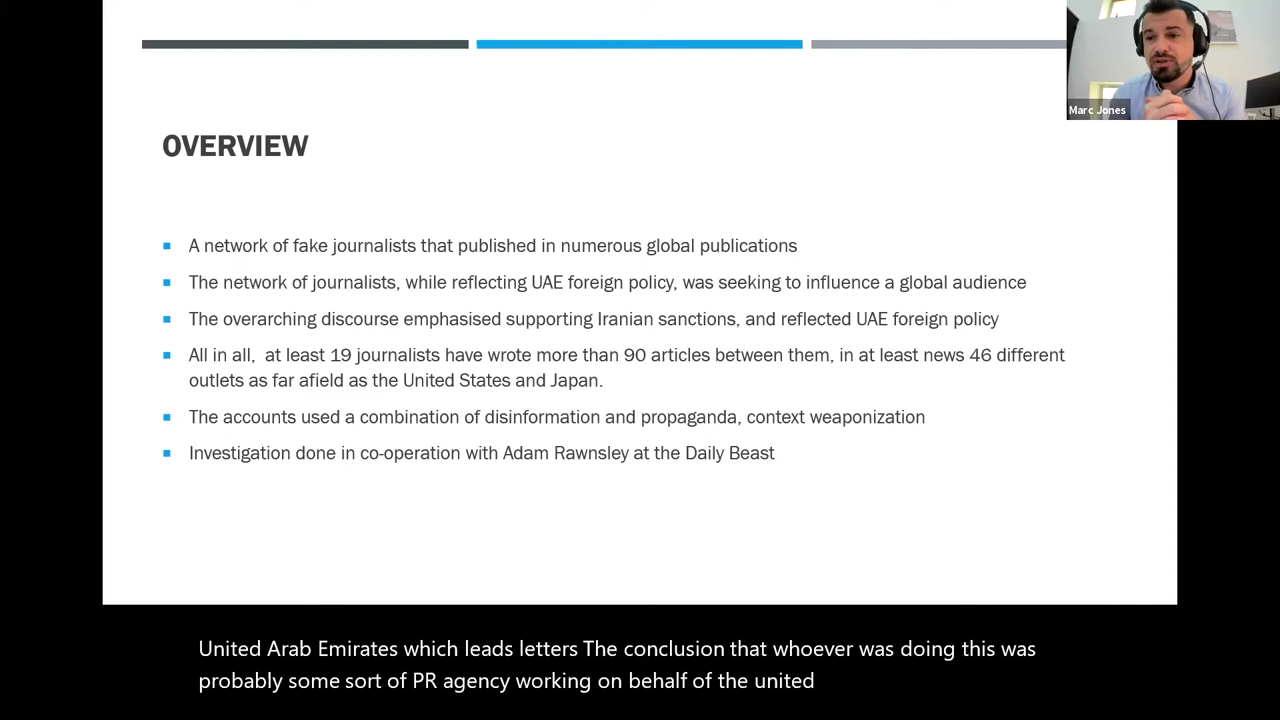 Marc Jones
OVERVIEW
A network of fake journalists that published in numerous global publications
The network of journalists, while reflecting UAE foreign policy, was seeking to influence a global audience
The overarching discourse emphasised supporting Iranian sanctions, and reflected UAE foreign policy
All in all,  at least 19 journalists have wrote more than 90 articles between them, in at least news 46 different
outlets as far afield as the United States and Japan.
The accounts used a combination of disinformation and propaganda, context weaponization
Investigation done in co-operation with Adam Rawnsley at the Daily Beast
United Arab Emirates which leads letters The conclusion that whoever was doing this was
probably some sort of PR agency working on behalf of the united